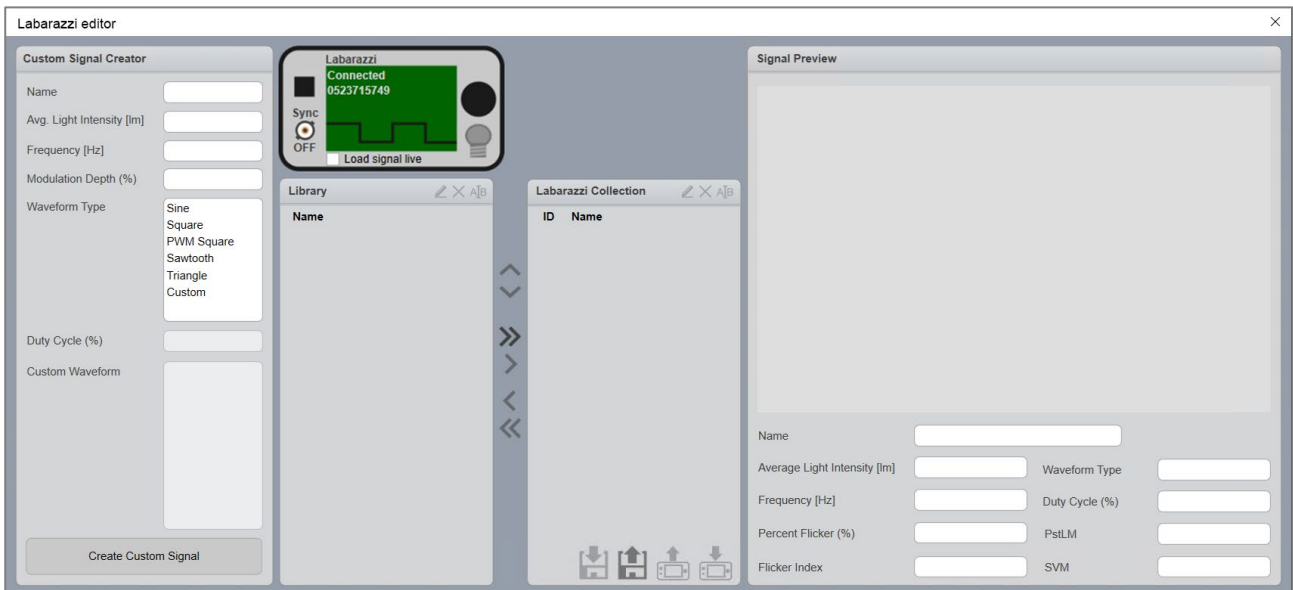 Labarazzi editor
Custom Signal Creator
Name
Avg. Light Intensity [lm]
Frequency [Hz]
Modulation Depth (%)
Waveform Type
Sine
Square
PWM Square
Sawtooth
Triangle
Custom
Duty Cycle (%)
Custom Waveform
Create Custom Signal
Labarazzi
Connected
0523715749
Sync
OFF
Load signal live
Library
A B
Name
Labarazzi Collection
A B
ID Name
Signal Preview
Name
Average Light Intensity [lm]
Waveform Type
Frequency [Hz]
Duty Cycle (%)
Percent Flicker (%)
PstLM
Flicker Index
SVM